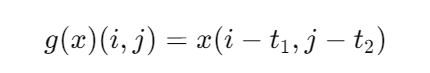 g(x)(i, j) = x(i − t₁, j − t₂)